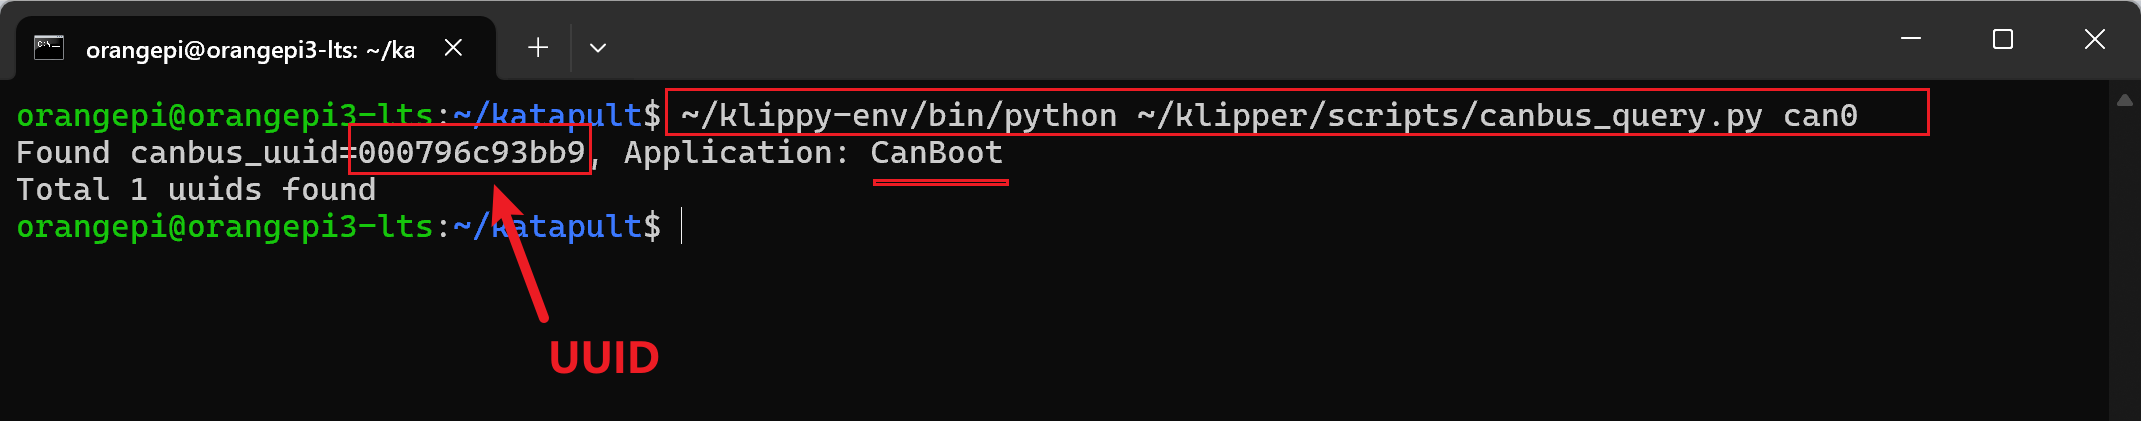 orangepi@orangepi3-lts: ~/ka
orangepi@orangepi3-lts:~/katapult$ ~/klippy-env/bin/python ~/klipper/scripts/canbus_query.py can0
Found canbus_uuid=000796c93bb9, Application: CanBoot
Total 1 uuids found
orangepi@orangepi3-lts:~/katapult$
UUID